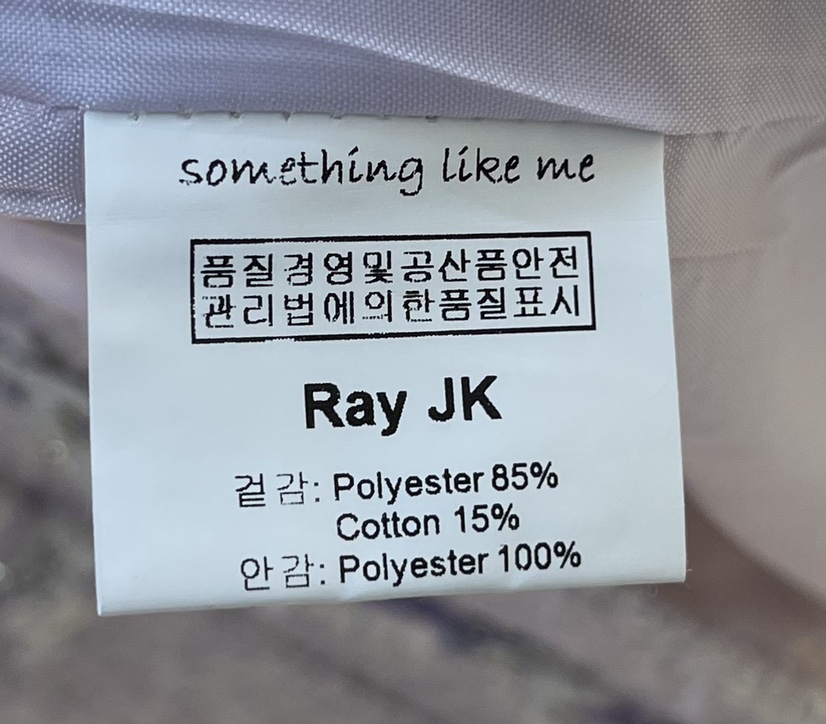 something like me
품질경영및공산품안전
관리법에의한품질표시
Ray JK
겉감: Polyester 85%
Cotton 15%
안감: Polyester 100%